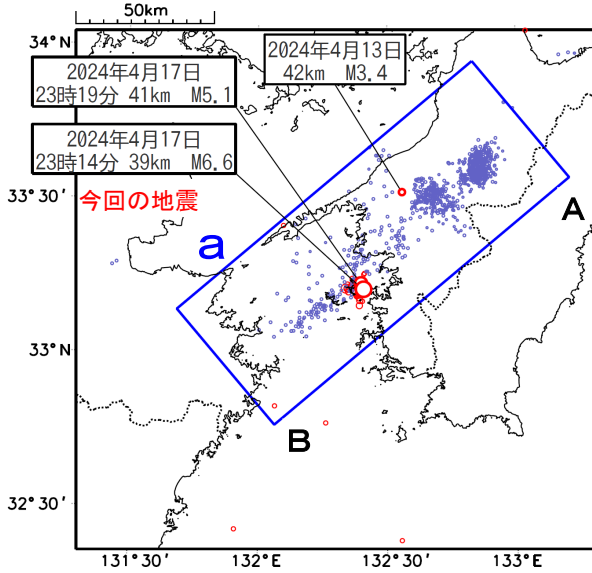 50km
34°N
2024年4月13日
42km M3.4
2024年4月17日
23時19分 41km M5.1
2024年4月17日
23時14分 39km M6.6
33°30′
今回の地震
A
a
33°N
B
32°30′
131°30′
132°E
132°30′
133°E